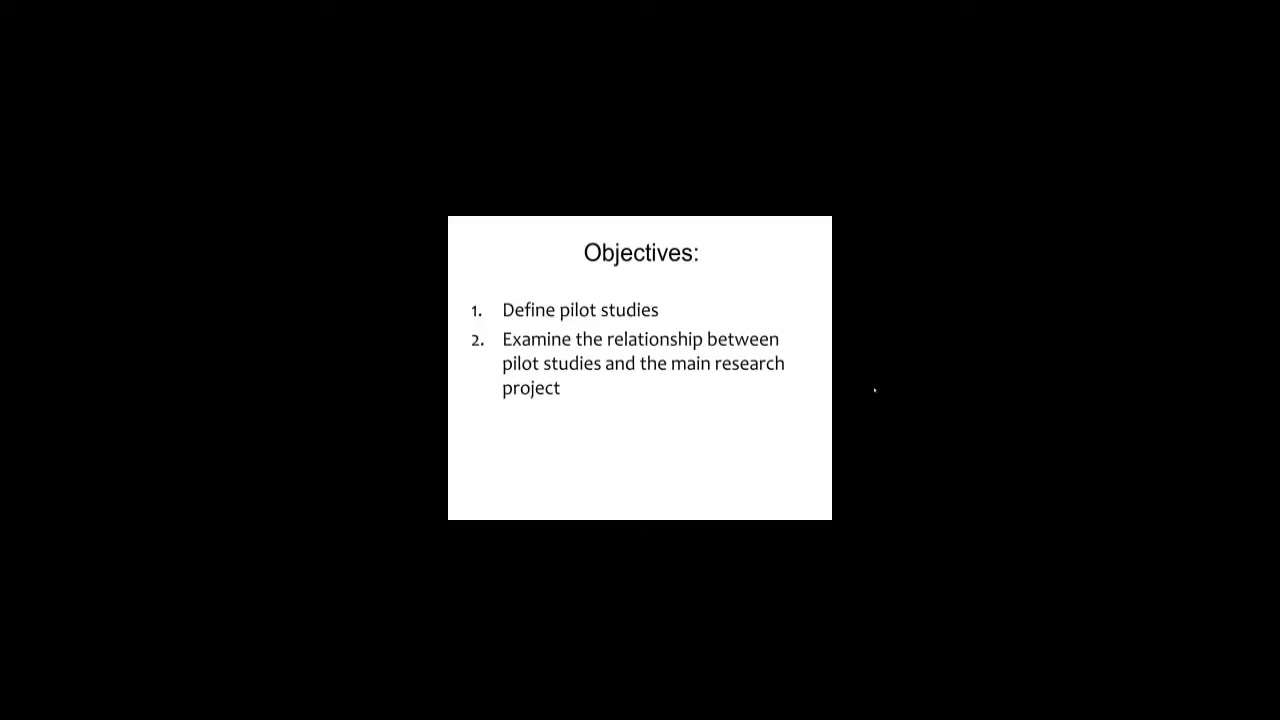 Objectives:
1. Define pilot studies
2. Examine the relationship between
pilot studies and the main research
project